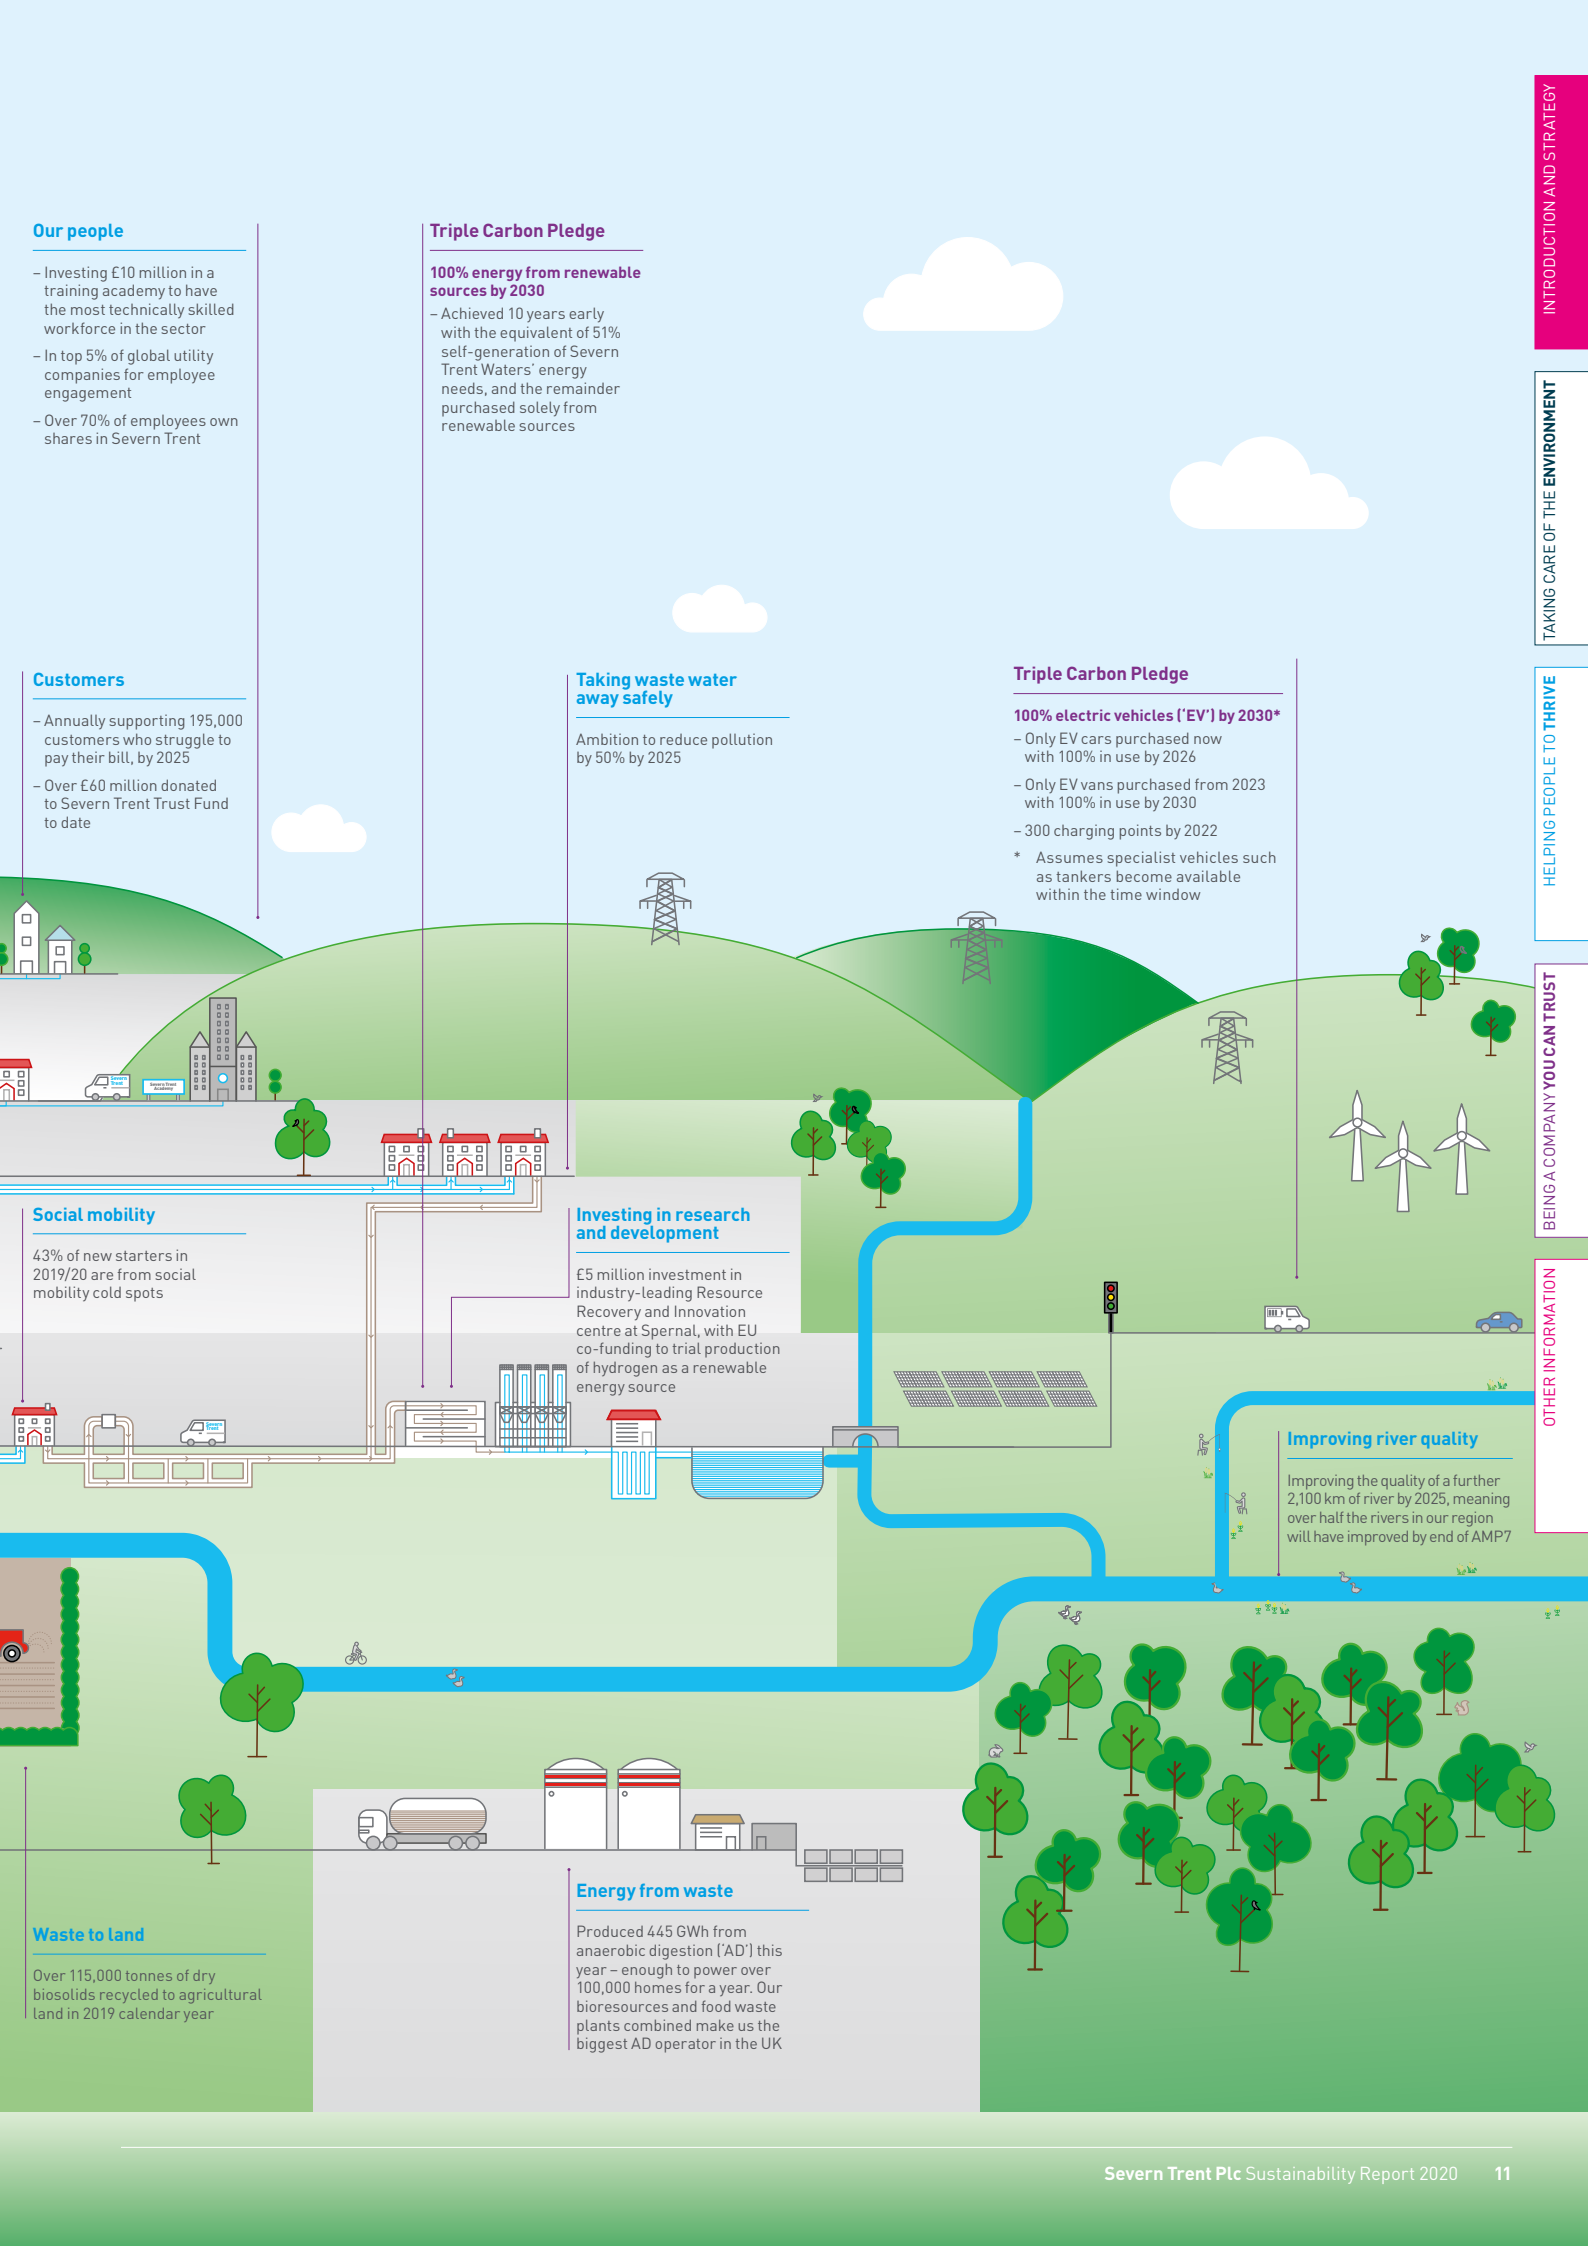 Our people
– Investing £10 million in a
training academy to have
the most technically skilled
workforce in the sector
– In top 5% of global utility
companies for employee
engagement
– Over 70% of employees own
shares in Severn Trent
Triple Carbon Pledge
100% energy from renewable
sources by 2030
– Achieved 10 years early
with the equivalent of 51%
self-generation of Severn
Trent Waters’ energy
needs, and the remainder
purchased solely from
renewable sources
Customers
– Annually supporting 195,000
customers who struggle to
pay their bill, by 2025
– Over £60 million donated
to Severn Trent Trust Fund
to date
Taking waste water
away safely
Ambition to reduce pollution
by 50% by 2025
Triple Carbon Pledge
100% electric vehicles (‘EV’) by 2030*
– Only EV cars purchased now
with 100% in use by 2026
– Only EV vans purchased from 2023
with 100% in use by 2030
– 300 charging points by 2022
* Assumes specialist vehicles such
as tankers become available
within the time window
Severn
Trent
Severn Trent
Academy
Social mobility
43% of new starters in
2019/20 are from social
mobility cold spots
Investing in research
and development
£5 million investment in
industry-leading Resource
Recovery and Innovation
centre at Spernal, with EU
co-funding to trial production
of hydrogen as a renewable
energy source
Severn
Trent
Improving river quality
Improving the quality of a further
2,100 km of river by 2025, meaning
over half the rivers in our region
will have improved by end of AMP7
Waste to land
Over 115,000 tonnes of dry
biosolids recycled to agricultural
land in 2019 calendar year
Energy from waste
Produced 445 GWh from
anaerobic digestion (‘AD’) this
year – enough to power over
100,000 homes for a year. Our
bioresources and food waste
plants combined make us the
biggest AD operator in the UK
INTRODUCTION AND STRATEGY
TAKING CARE OF THE ENVIRONMENT
HELPING PEOPLE TO THRIVE
BEING A COMPANY YOU CAN TRUST
OTHER INFORMATION
Severn Trent Plc Sustainability Report 2020 11